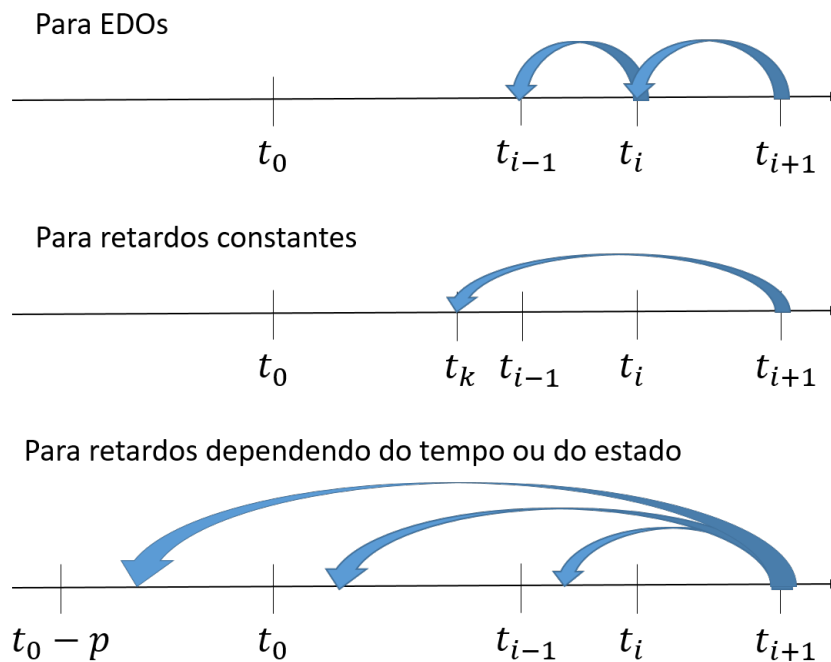 Para EDOs
t_0 t_{i-1} t_i t_{i+1}
Para retardos constantes
t_0 t_k t_{i-1} t_i t_{i+1}
Para retardos dependendo do tempo ou do estado
t_0 − p t_0 t_{i-1} t_i t_{i+1}